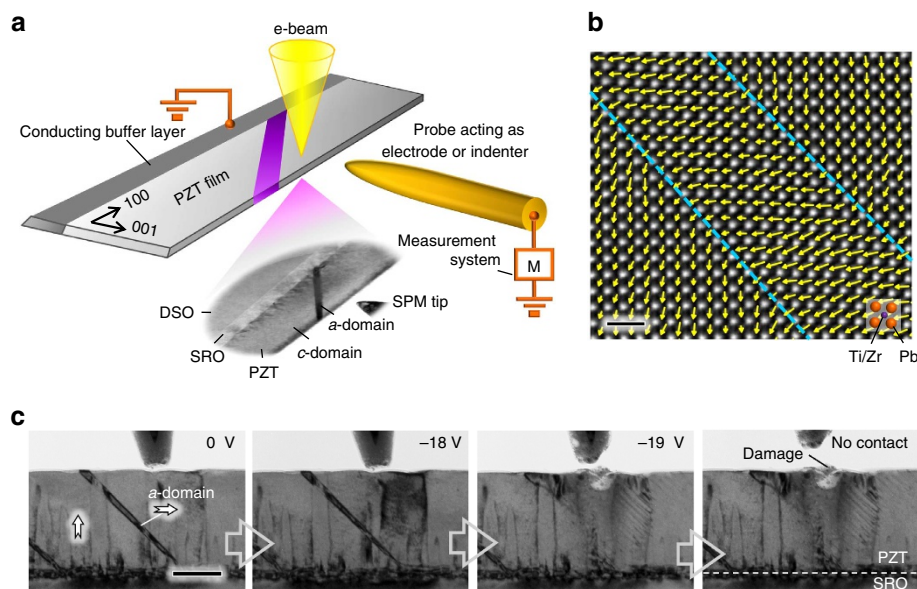 a
e-beam
Conducting buffer layer
PZT film
100
001
Probe acting as
electrode or indenter
Measurement
system
M
DSO
SRO
PZT
c-domain
a-domain
SPM tip
b
Ti/Zr
Pb
c
0 V
a-domain
–18 V
–19 V
No contact
Damage
PZT
SRO